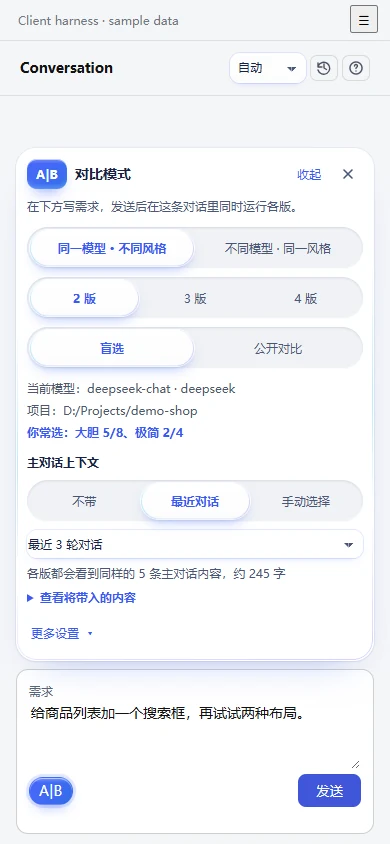 Client harness · sample data
☰
Conversation
自动
A|B 对比模式 收起 ✕
在下方写需求，发送后在这条对话里同时运行各版。
同一模型 · 不同风格 不同模型 · 同一风格
2 版 3 版 4 版
盲选 公开对比
当前模型：deepseek-chat · deepseek
项目：D:/Projects/demo-shop
你常选：大胆 5/8、极简 2/4
主对话上下文
不带 最近对话 手动选择
最近 3 轮对话
各版都会看到同样的 5 条主对话内容，约 245 字
▶ 查看将带入的内容
更多设置
需求
给商品列表加一个搜索框，再试试两种布局。
A|B 发送